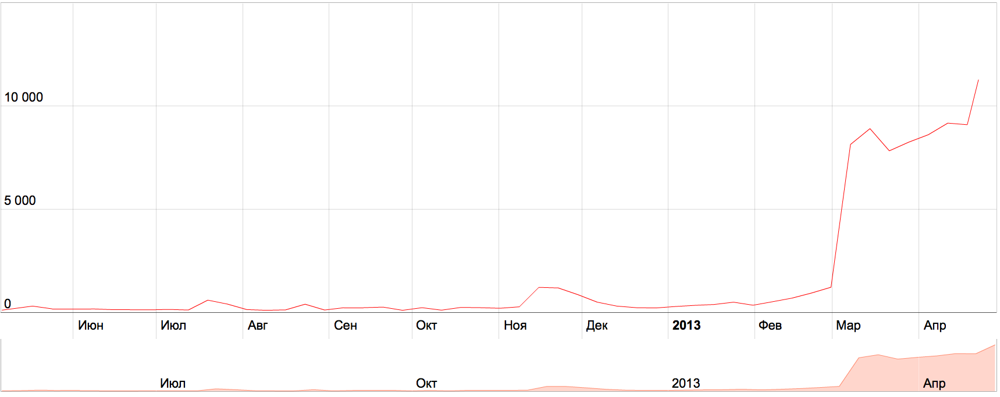 10 000
5 000
0
Июн Июл Авг Сен Окт Ноя Дек 2013 Фев Мар Апр
Июл Окт 2013 Апр